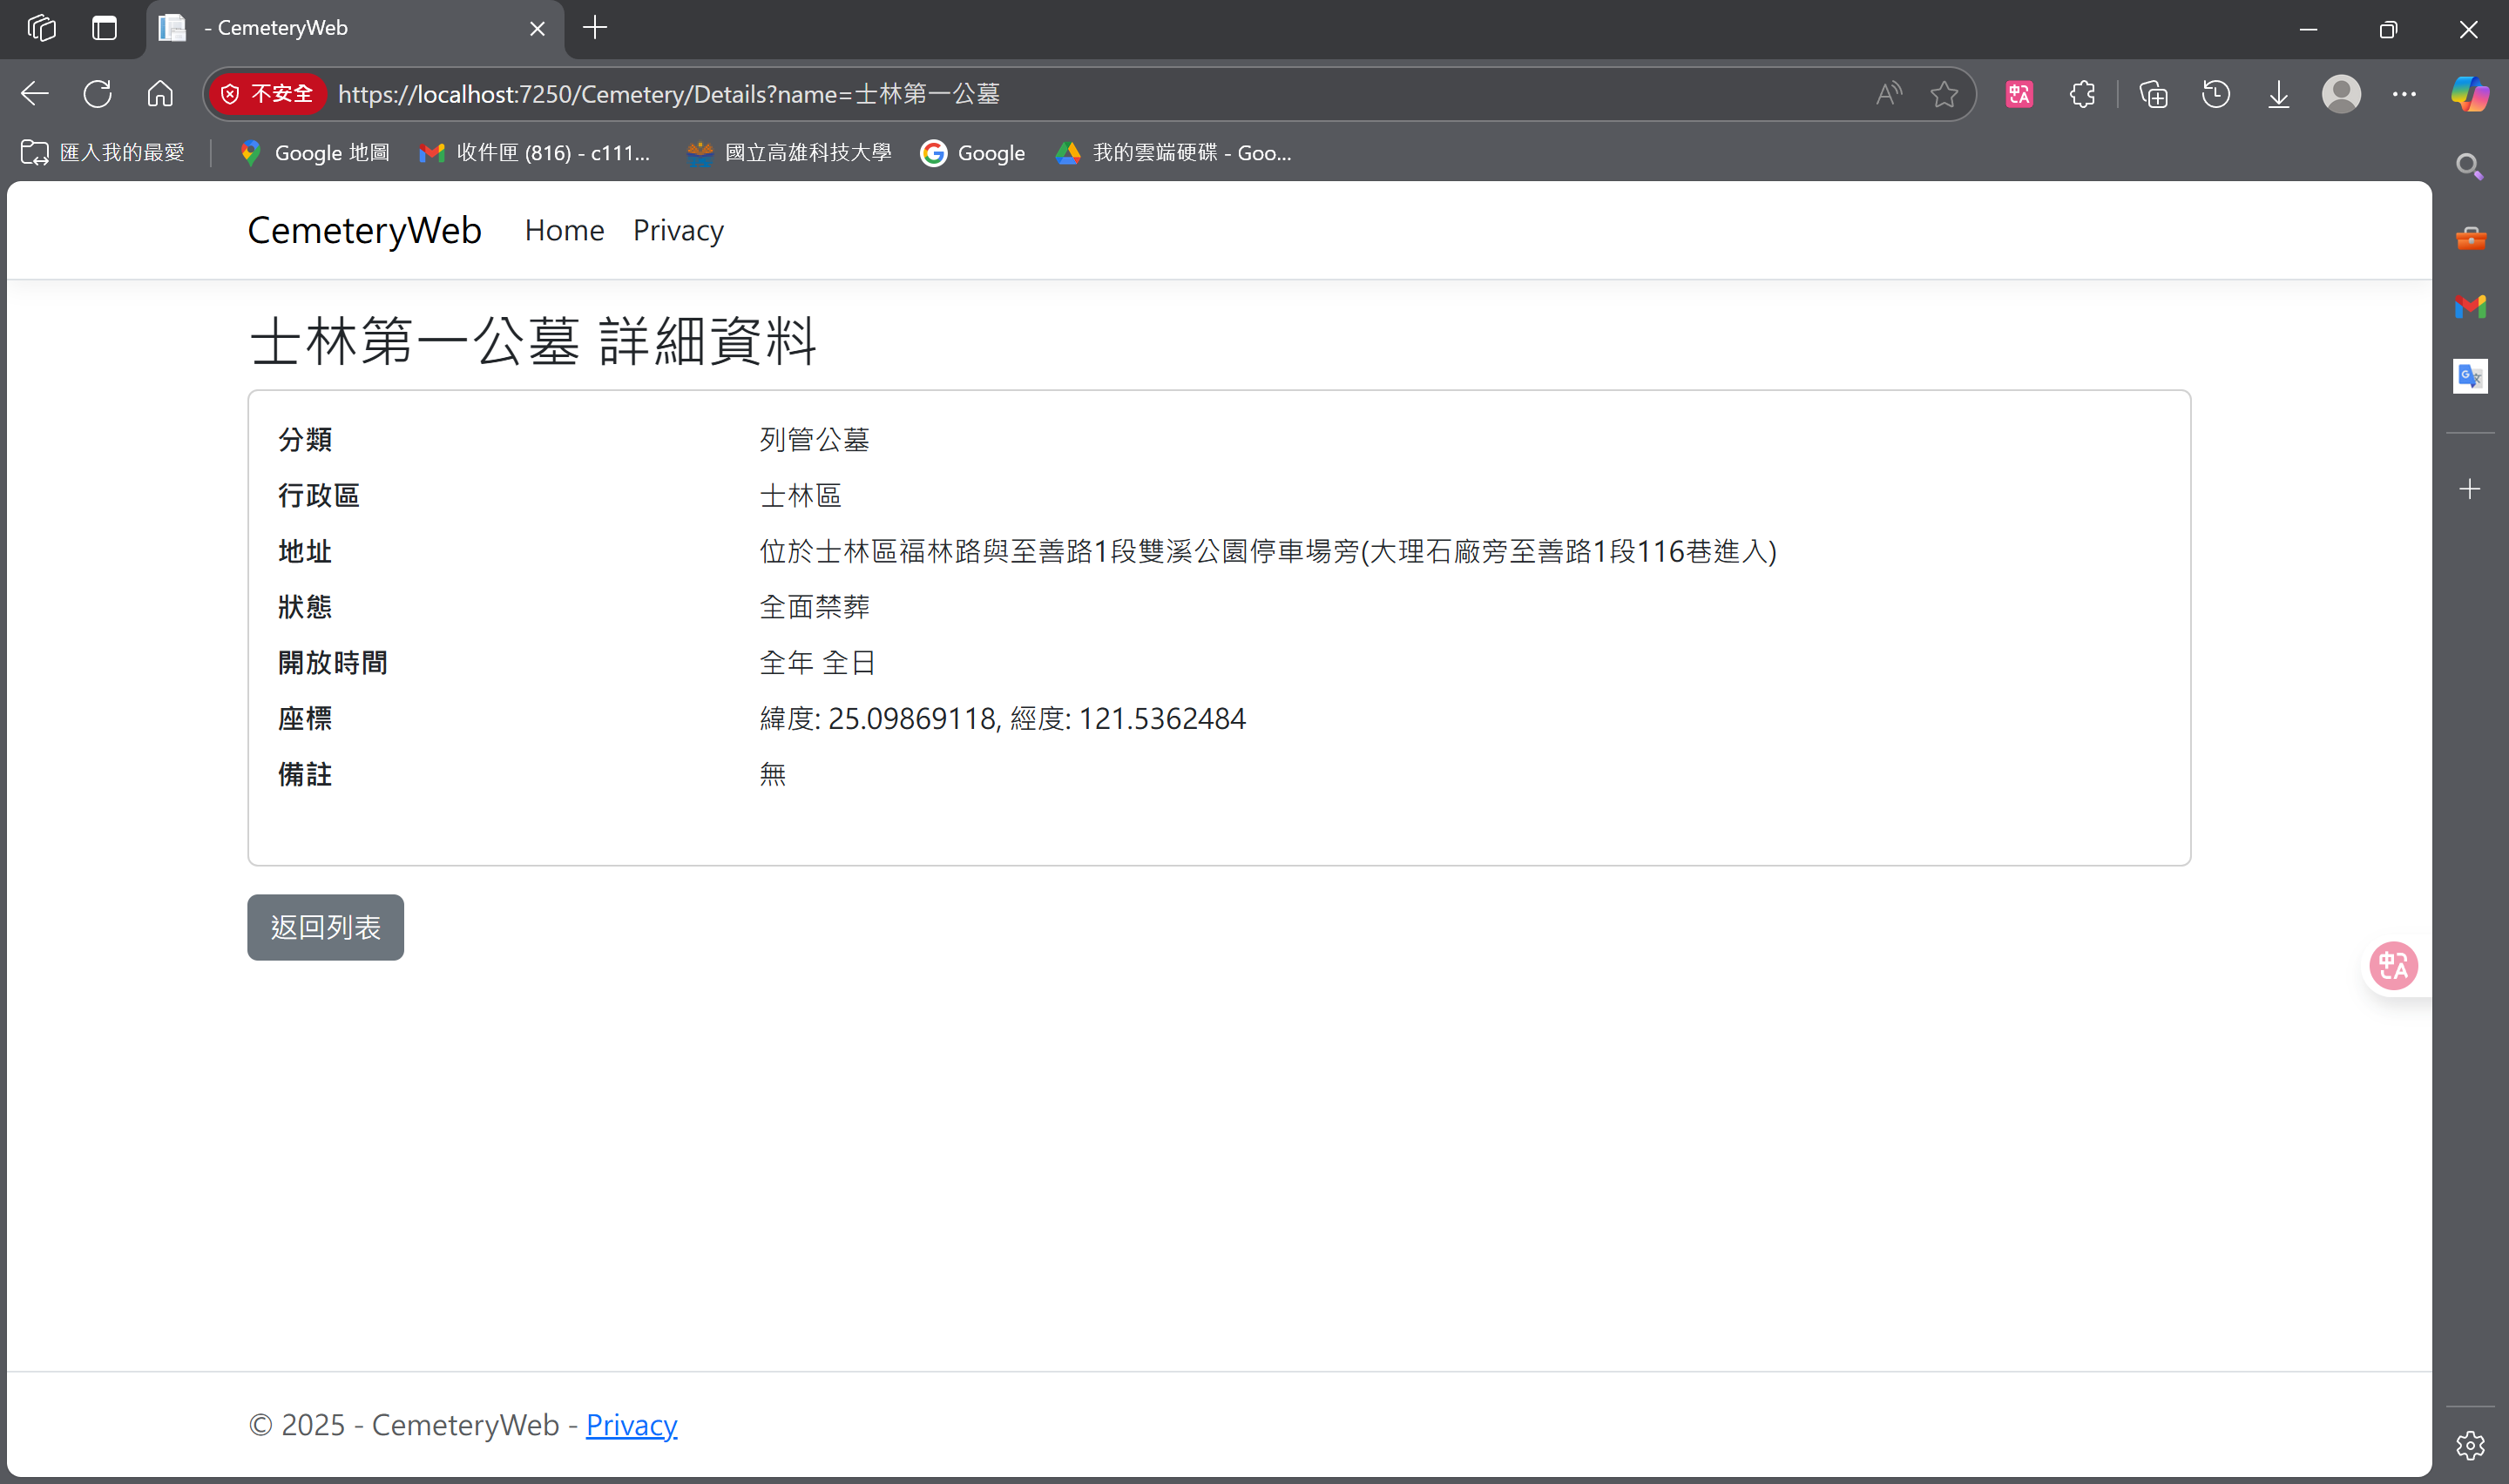 - CemeteryWeb
不安全 https://localhost:7250/Cemetery/Details?name=士林第一公墓
匯入我的最愛 Google 地圖 收件匣 (816) - c111... 國立高雄科技大學 Google 我的雲端硬碟 - Goo...
CemeteryWeb Home Privacy
士林第一公墓 詳細資料
分類 列管公墓
行政區 士林區
地址 位於士林區福林路與至善路1段雙溪公園停車場旁(大理石廠旁至善路1段116巷進入)
狀態 全面禁葬
開放時間 全年 全日
座標 緯度: 25.09869118, 經度: 121.5362484
備註 無
返回列表
© 2025 - CemeteryWeb - Privacy